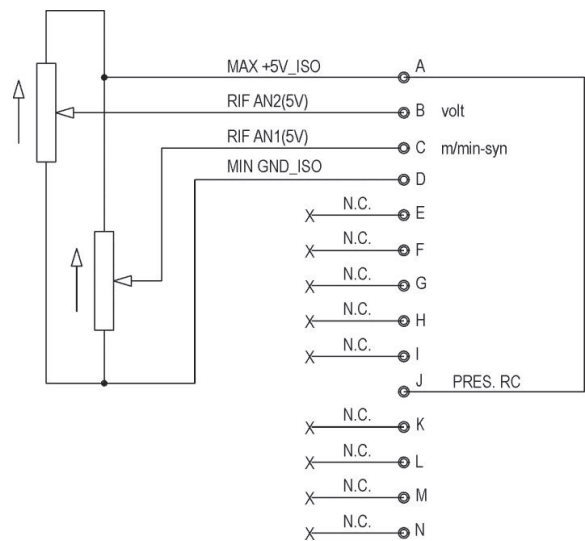 MAX +5V_ISO A
RIF AN2(5V) B volt
RIF AN1(5V) C m/min-syn
MIN GND_ISO D
N.C. E
N.C. F
N.C. G
N.C. H
N.C. I
J PRES. RC
N.C. K
N.C. L
N.C. M
N.C. N